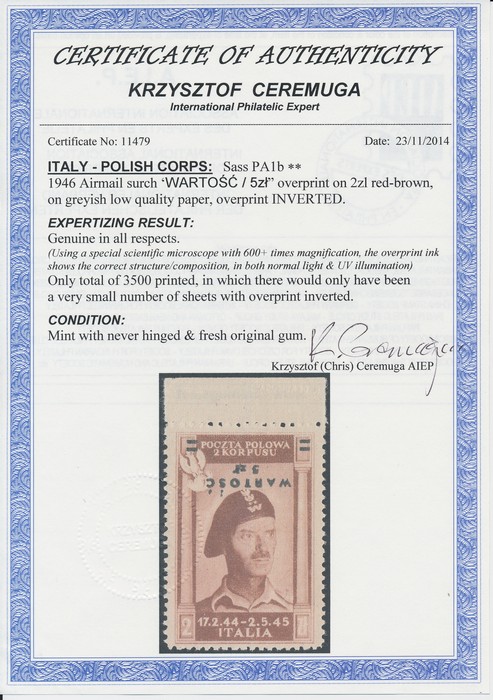 CERTIFICATE OF AUTHENTICITY
KRZYSZTOF CEREMUGA
International Philatelic Expert
Certificate No: 11479 Date: 23/11/2014
ITALY - POLISH CORPS: Sass PA1b **
1946 Airmail surch 'WARTOŚĆ / 5zł" overprint on 2zl red-brown,
on greyish low quality paper, overprint INVERTED.
EXPERTIZING RESULT:
Genuine in all respects.
(Using a special scientific microscope with 600+ times magnification, the overprint ink
shows the correct structure/composition, in both normal light & UV illumination)
Only total of 3500 printed, in which there would only have been
a very small number of sheets with overprint inverted.
CONDITION:
Mint with never hinged & fresh original gum.
K. Ceremuga
Krzysztof (Chris) Ceremuga AIEP
POCZTA POLOWA
2 KORPUSU
WARTOŚĆ
5 zł
17.2.44-2.5.45
2 ITALIA